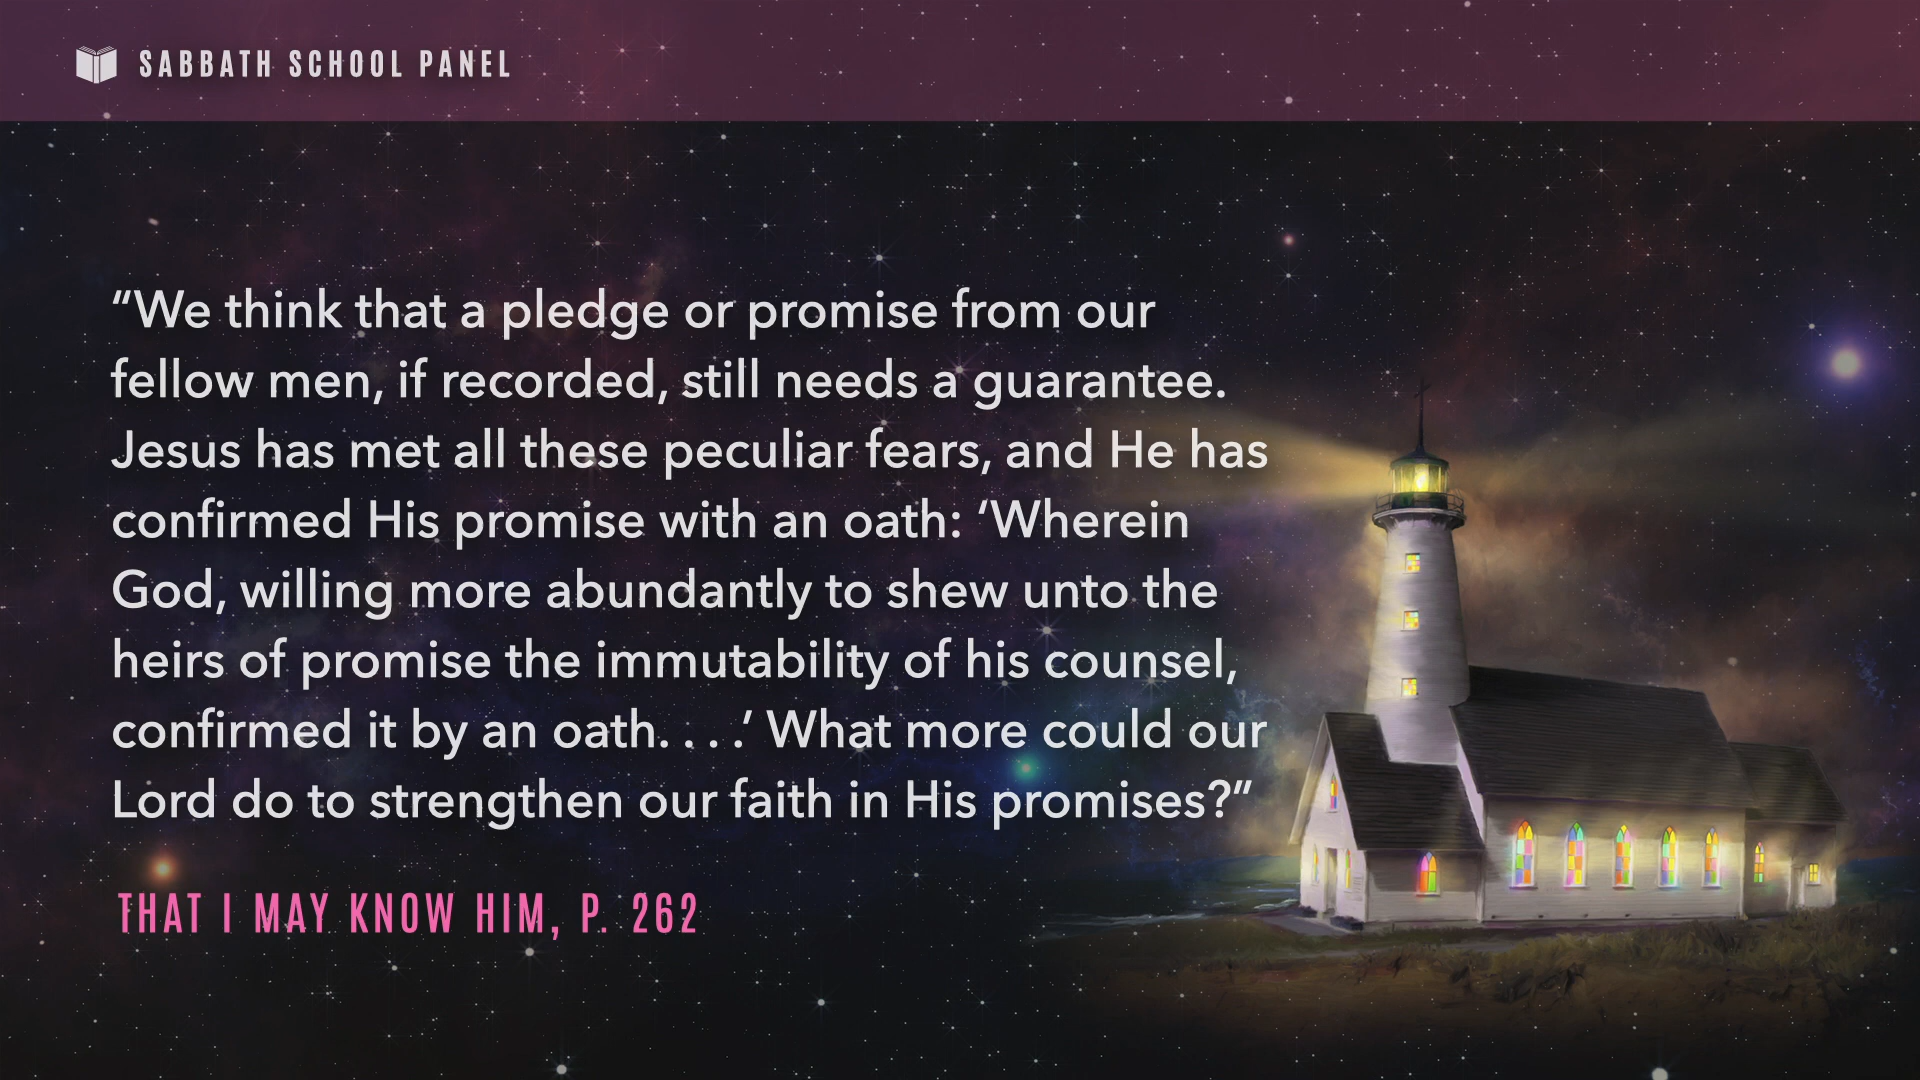 SABBATH SCHOOL PANEL
“We think that a pledge or promise from our
fellow men, if recorded, still needs a guarantee.
Jesus has met all these peculiar fears, and He has
confirmed His promise with an oath: ‘Wherein
God, willing more abundantly to shew unto the
heirs of promise the immutability of his counsel,
confirmed it by an oath. . . .’ What more could our
Lord do to strengthen our faith in His promises?”
THAT I MAY KNOW HIM, P. 262